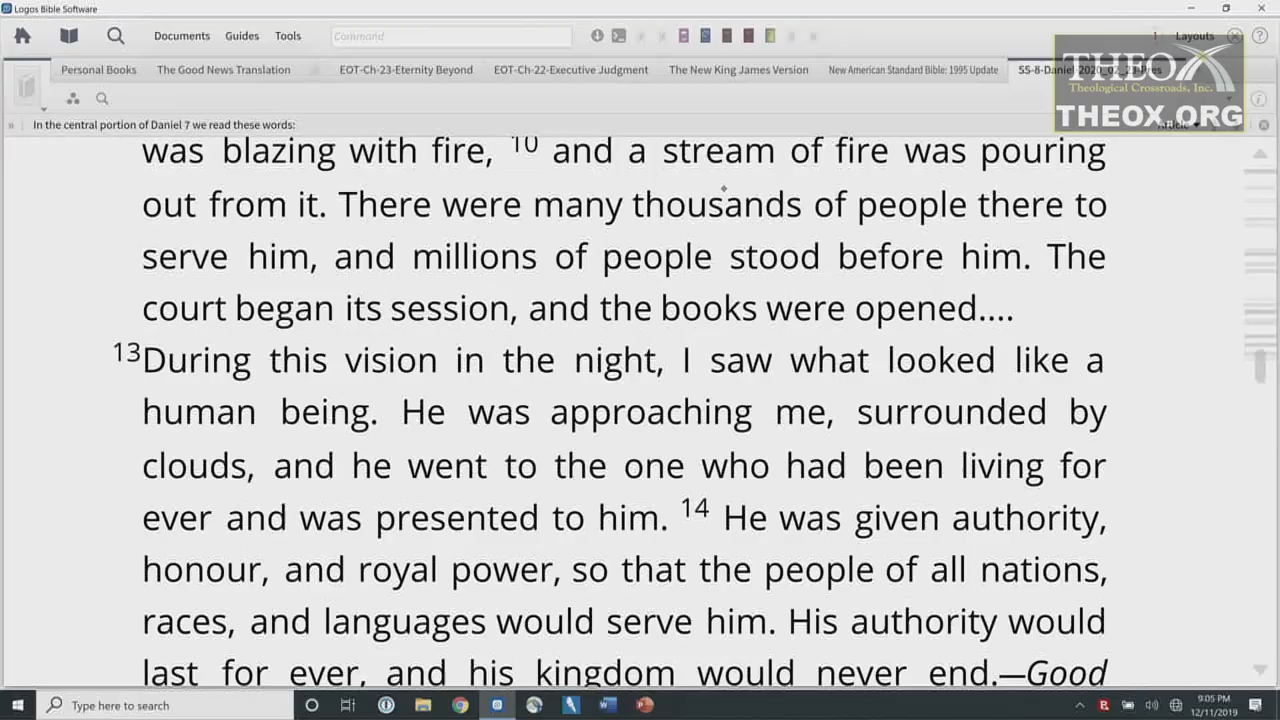 Logos Bible Software
Documents Guides Tools Command Layouts
Personal Books The Good News Translation EOT-Ch-22-Executive Judgment The New King James Version New American Standard Bible: 1995 Update
THEOX
Theological Crossroads, Inc.
THEOX.ORG
In the central portion of Daniel 7 we read these words:
was blazing with fire, 10 and a stream of fire was pouring
out from it. There were many thousands of people there to
serve him, and millions of people stood before him. The
court began its session, and the books were opened....
13 During this vision in the night, I saw what looked like a
human being. He was approaching me, surrounded by
clouds, and he went to the one who had been living for
ever and was presented to him. 14 He was given authority,
honour, and royal power, so that the people of all nations,
races, and languages would serve him. His authority would
last for ever, and his kingdom would never end.—Good
Type here to search
9:05 PM
12/11/2019